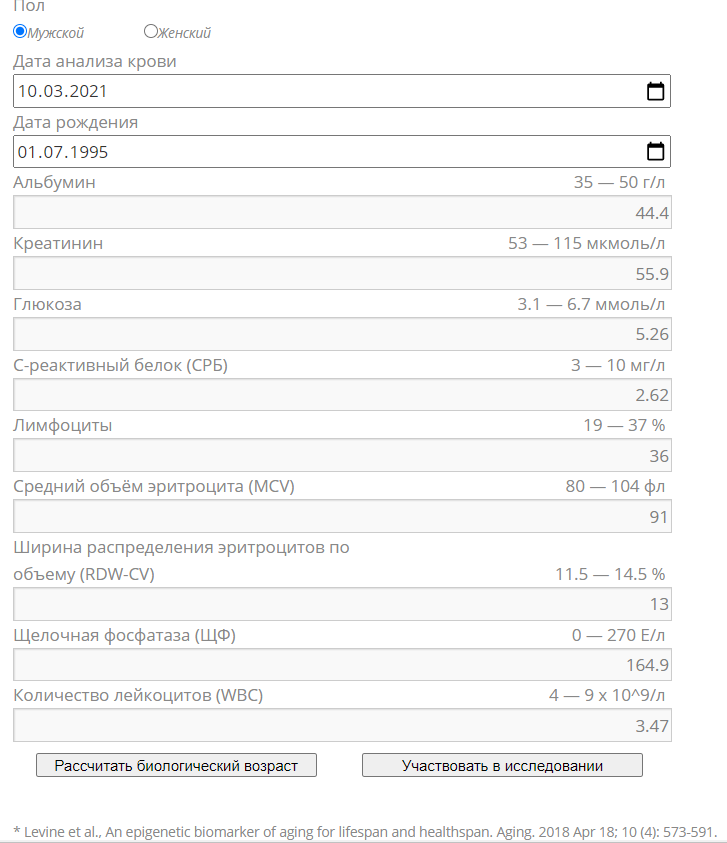 Пол
Мужской Женский
Дата анализа крови
10.03.2021
Дата рождения
01.07.1995
Альбумин 35 — 50 г/л
44.4
Креатинин 53 — 115 мкмоль/л
55.9
Глюкоза 3.1 — 6.7 ммоль/л
5.26
С-реактивный белок (СРБ) 3 — 10 мг/л
2.62
Лимфоциты 19 — 37 %
36
Средний объём эритроцита (MCV) 80 — 104 фл
91
Ширина распределения эритроцитов по
объему (RDW-CV) 11.5 — 14.5 %
13
Щелочная фосфатаза (ЩФ) 0 — 270 Е/л
164.9
Количество лейкоцитов (WBC) 4 — 9 x 10^9/л
3.47
Рассчитать биологический возраст Участвовать в исследовании
* Levine et al., An epigenetic biomarker of aging for lifespan and healthspan. Aging. 2018 Apr 18; 10 (4): 573-591.